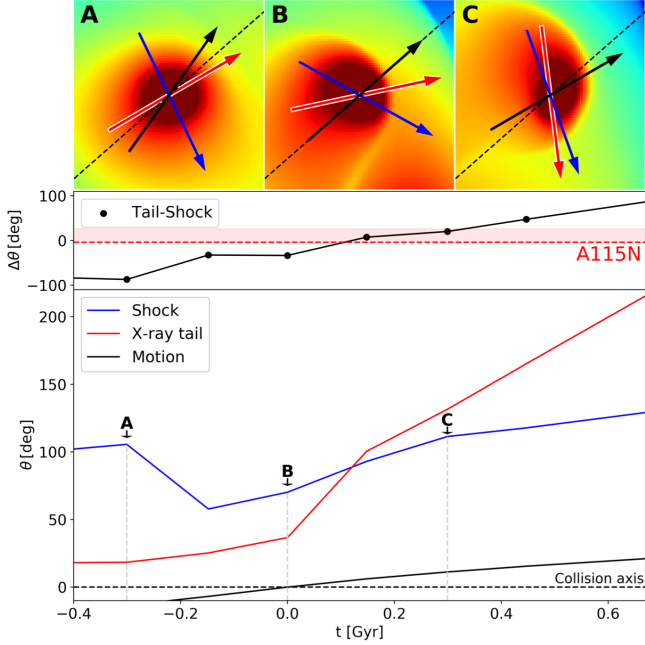 A B C
100
0
−100
Δθ [deg]
Tail-Shock
A115N
200
150
100
50
0
θ [deg]
Shock
X-ray tail
Motion
A
B
C
Collision axis
−0.4 −0.2 0.0 0.2 0.4 0.6
t [Gyr]